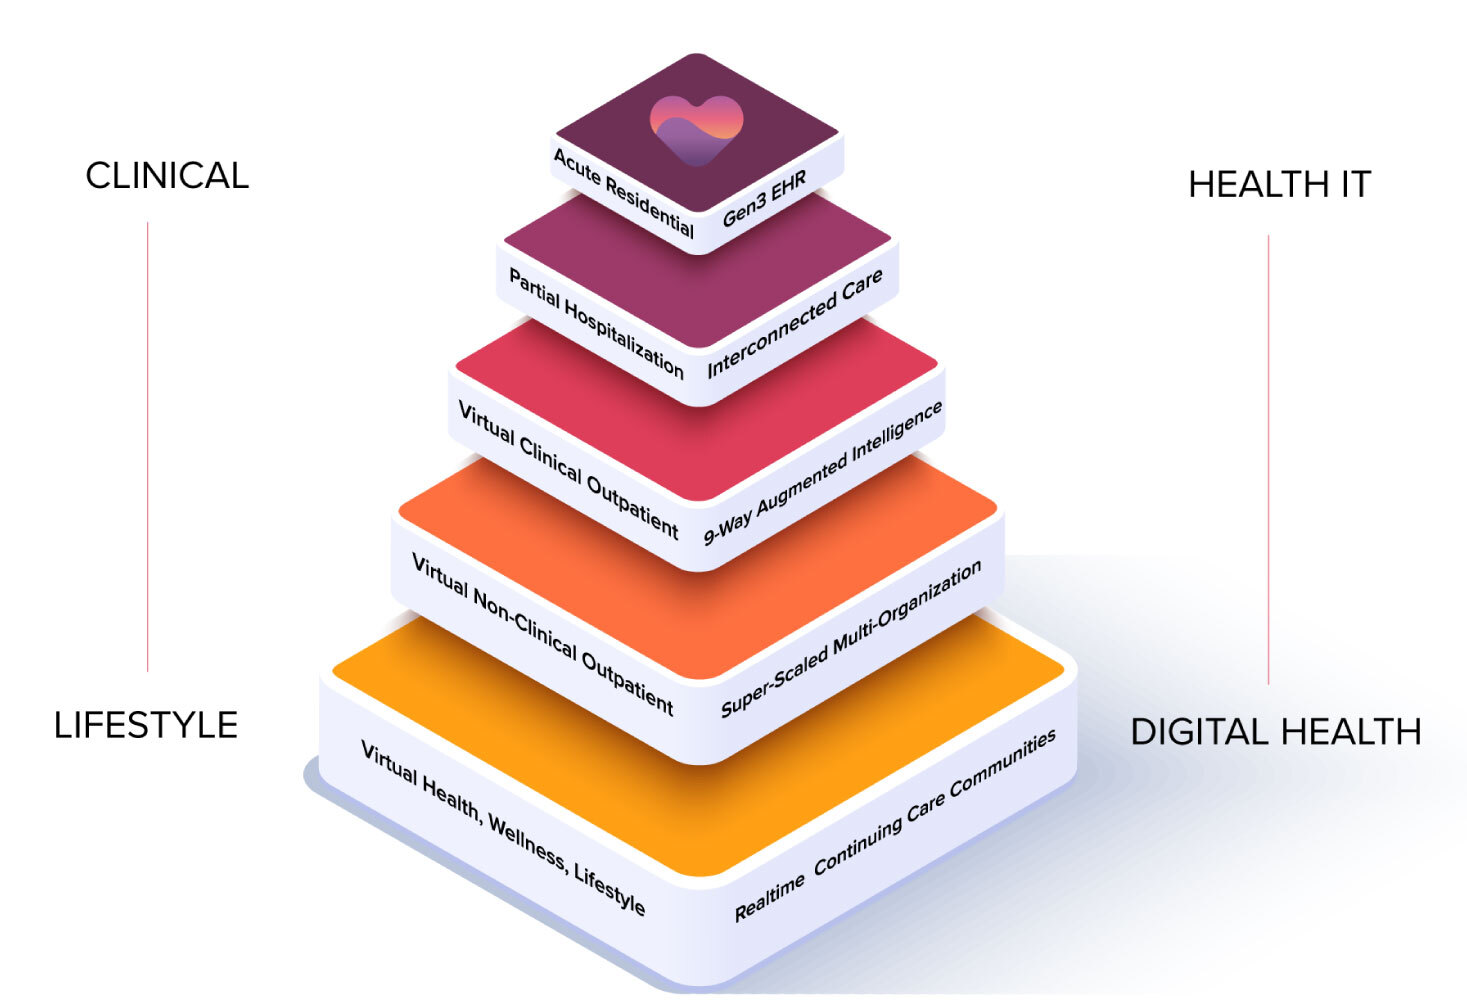 CLINICAL
HEALTH IT
Acute Residential
Gen3 EHR
Partial Hospitalization
Interconnected Care
Virtual Clinical Outpatient
9-Way Augmented Intelligence
Virtual Non-Clinical Outpatient
Super-Scaled Multi-Organization
LIFESTYLE
DIGITAL HEALTH
Virtual Health, Wellness, Lifestyle
Realtime Continuing Care Communities